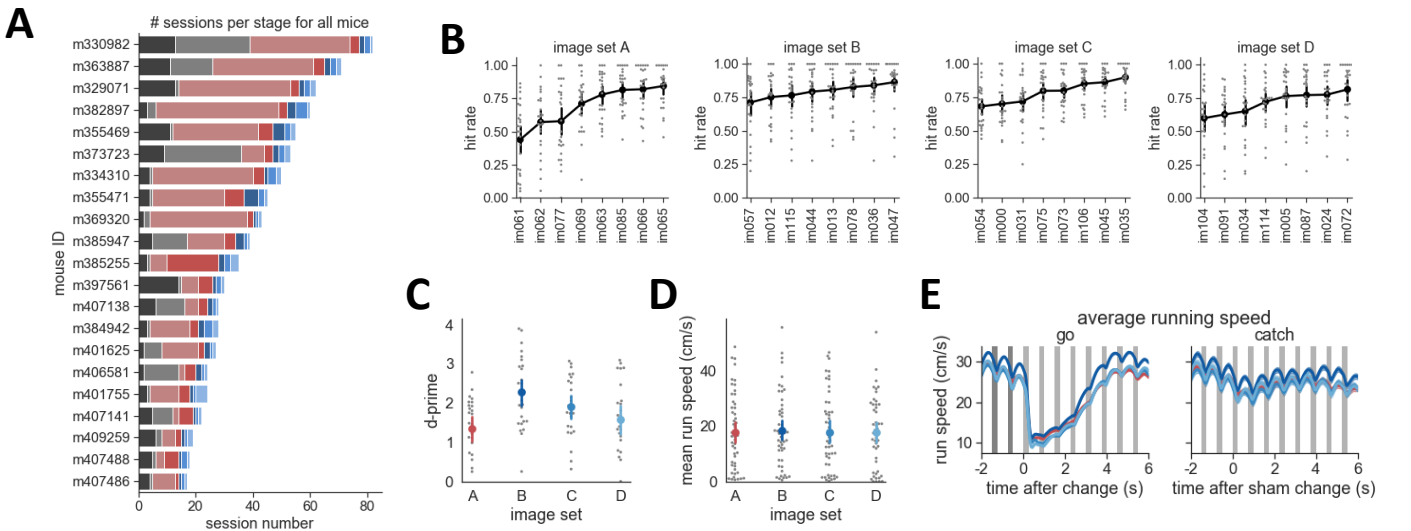 A
# sessions per stage for all mice
mouse ID
m330982
m363887
m329071
m382897
m355469
m373723
m334310
m355471
m369320
m385947
m385255
m397561
m407138
m384942
m401625
m406581
m401755
m407141
m409259
m407488
m407486
0 20 40 60 80
session number
B
image set A
hit rate
1.00
0.75
0.50
0.25
0.00
im061 im062 im077 im069 im063 im085 im066 im065
image set B
hit rate
1.00
0.75
0.50
0.25
0.00
im057 im012 im115 im044 im013 im078 im036 im047
image set C
hit rate
1.00
0.75
0.50
0.25
0.00
im054 im000 im031 im075 im073 im106 im045 im035
image set D
hit rate
1.00
0.75
0.50
0.25
0.00
im104 im091 im034 im114 im005 im087 im024 im072
C
d-prime
4
3
2
1
0
A B C D
image set
D
mean run speed (cm/s)
40
20
0
A B C D
image set
E
average running speed
go
run speed (cm/s)
30
20
10
-2 0 2 4 6
time after change (s)
catch
-2 0 2 4 6
time after sham change (s)